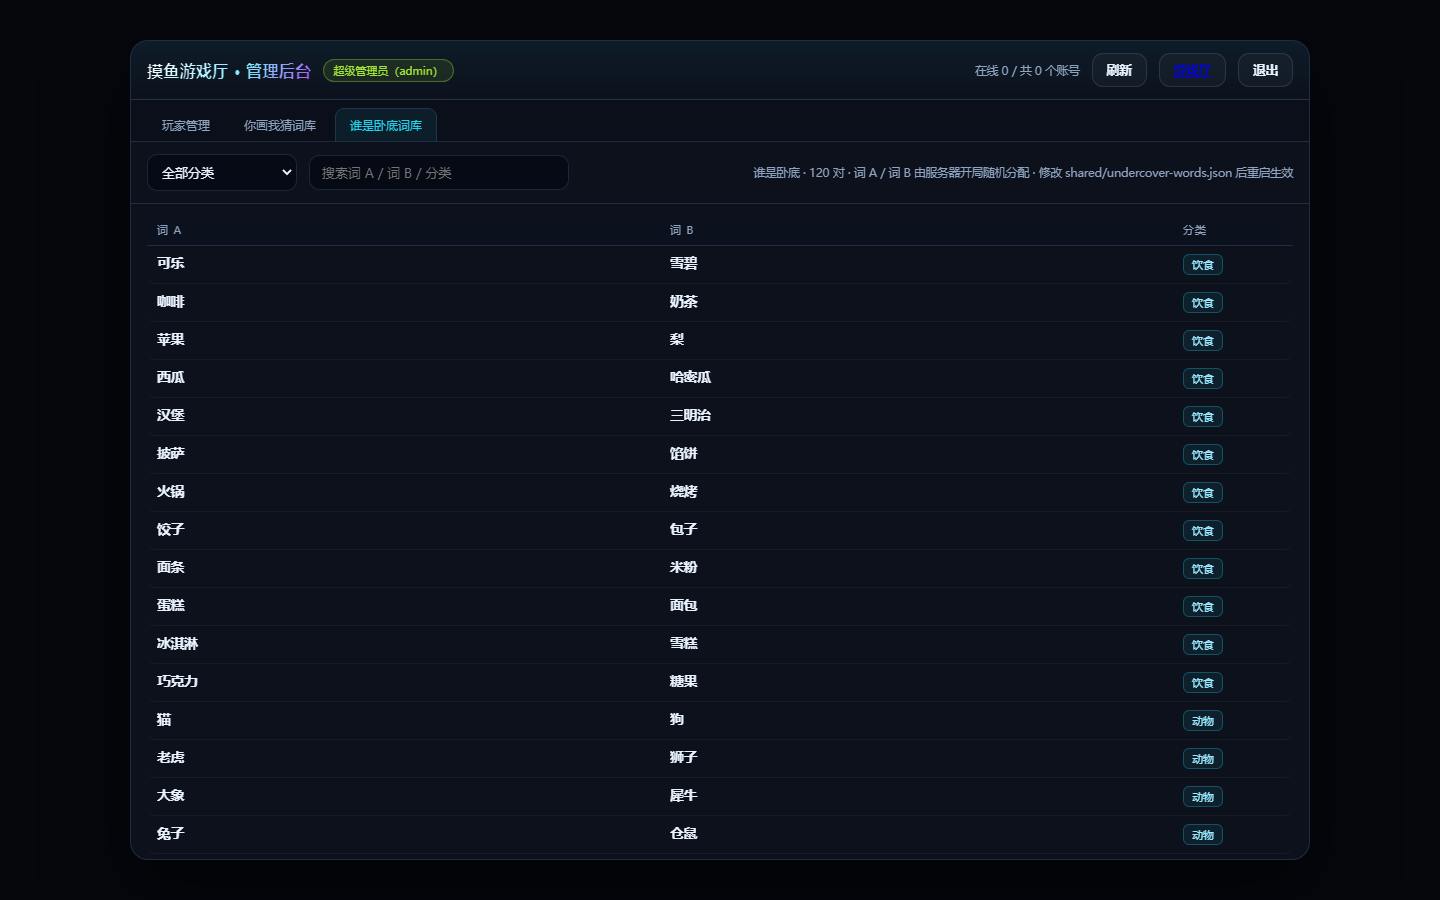 摸鱼游戏厅 • 管理后台 超级管理员（admin） 在线 0 / 共 0 个账号 刷新 退出
玩家管理 你画我猜词库 谁是卧底词库
全部分类 搜索词 A / 词 B / 分类 谁是卧底 · 120 对 · 词 A / 词 B 由服务器开局随机分配 · 修改 shared/undercover-words.json 后重启生效
词 A 词 B 分类
可乐 雪碧 饮食
咖啡 奶茶 饮食
苹果 梨 饮食
西瓜 哈密瓜 饮食
汉堡 三明治 饮食
披萨 馅饼 饮食
火锅 烧烤 饮食
饺子 包子 饮食
面条 米粉 饮食
蛋糕 面包 饮食
冰淇淋 雪糕 饮食
巧克力 糖果 饮食
猫 狗 动物
老虎 狮子 动物
大象 犀牛 动物
兔子 仓鼠 动物